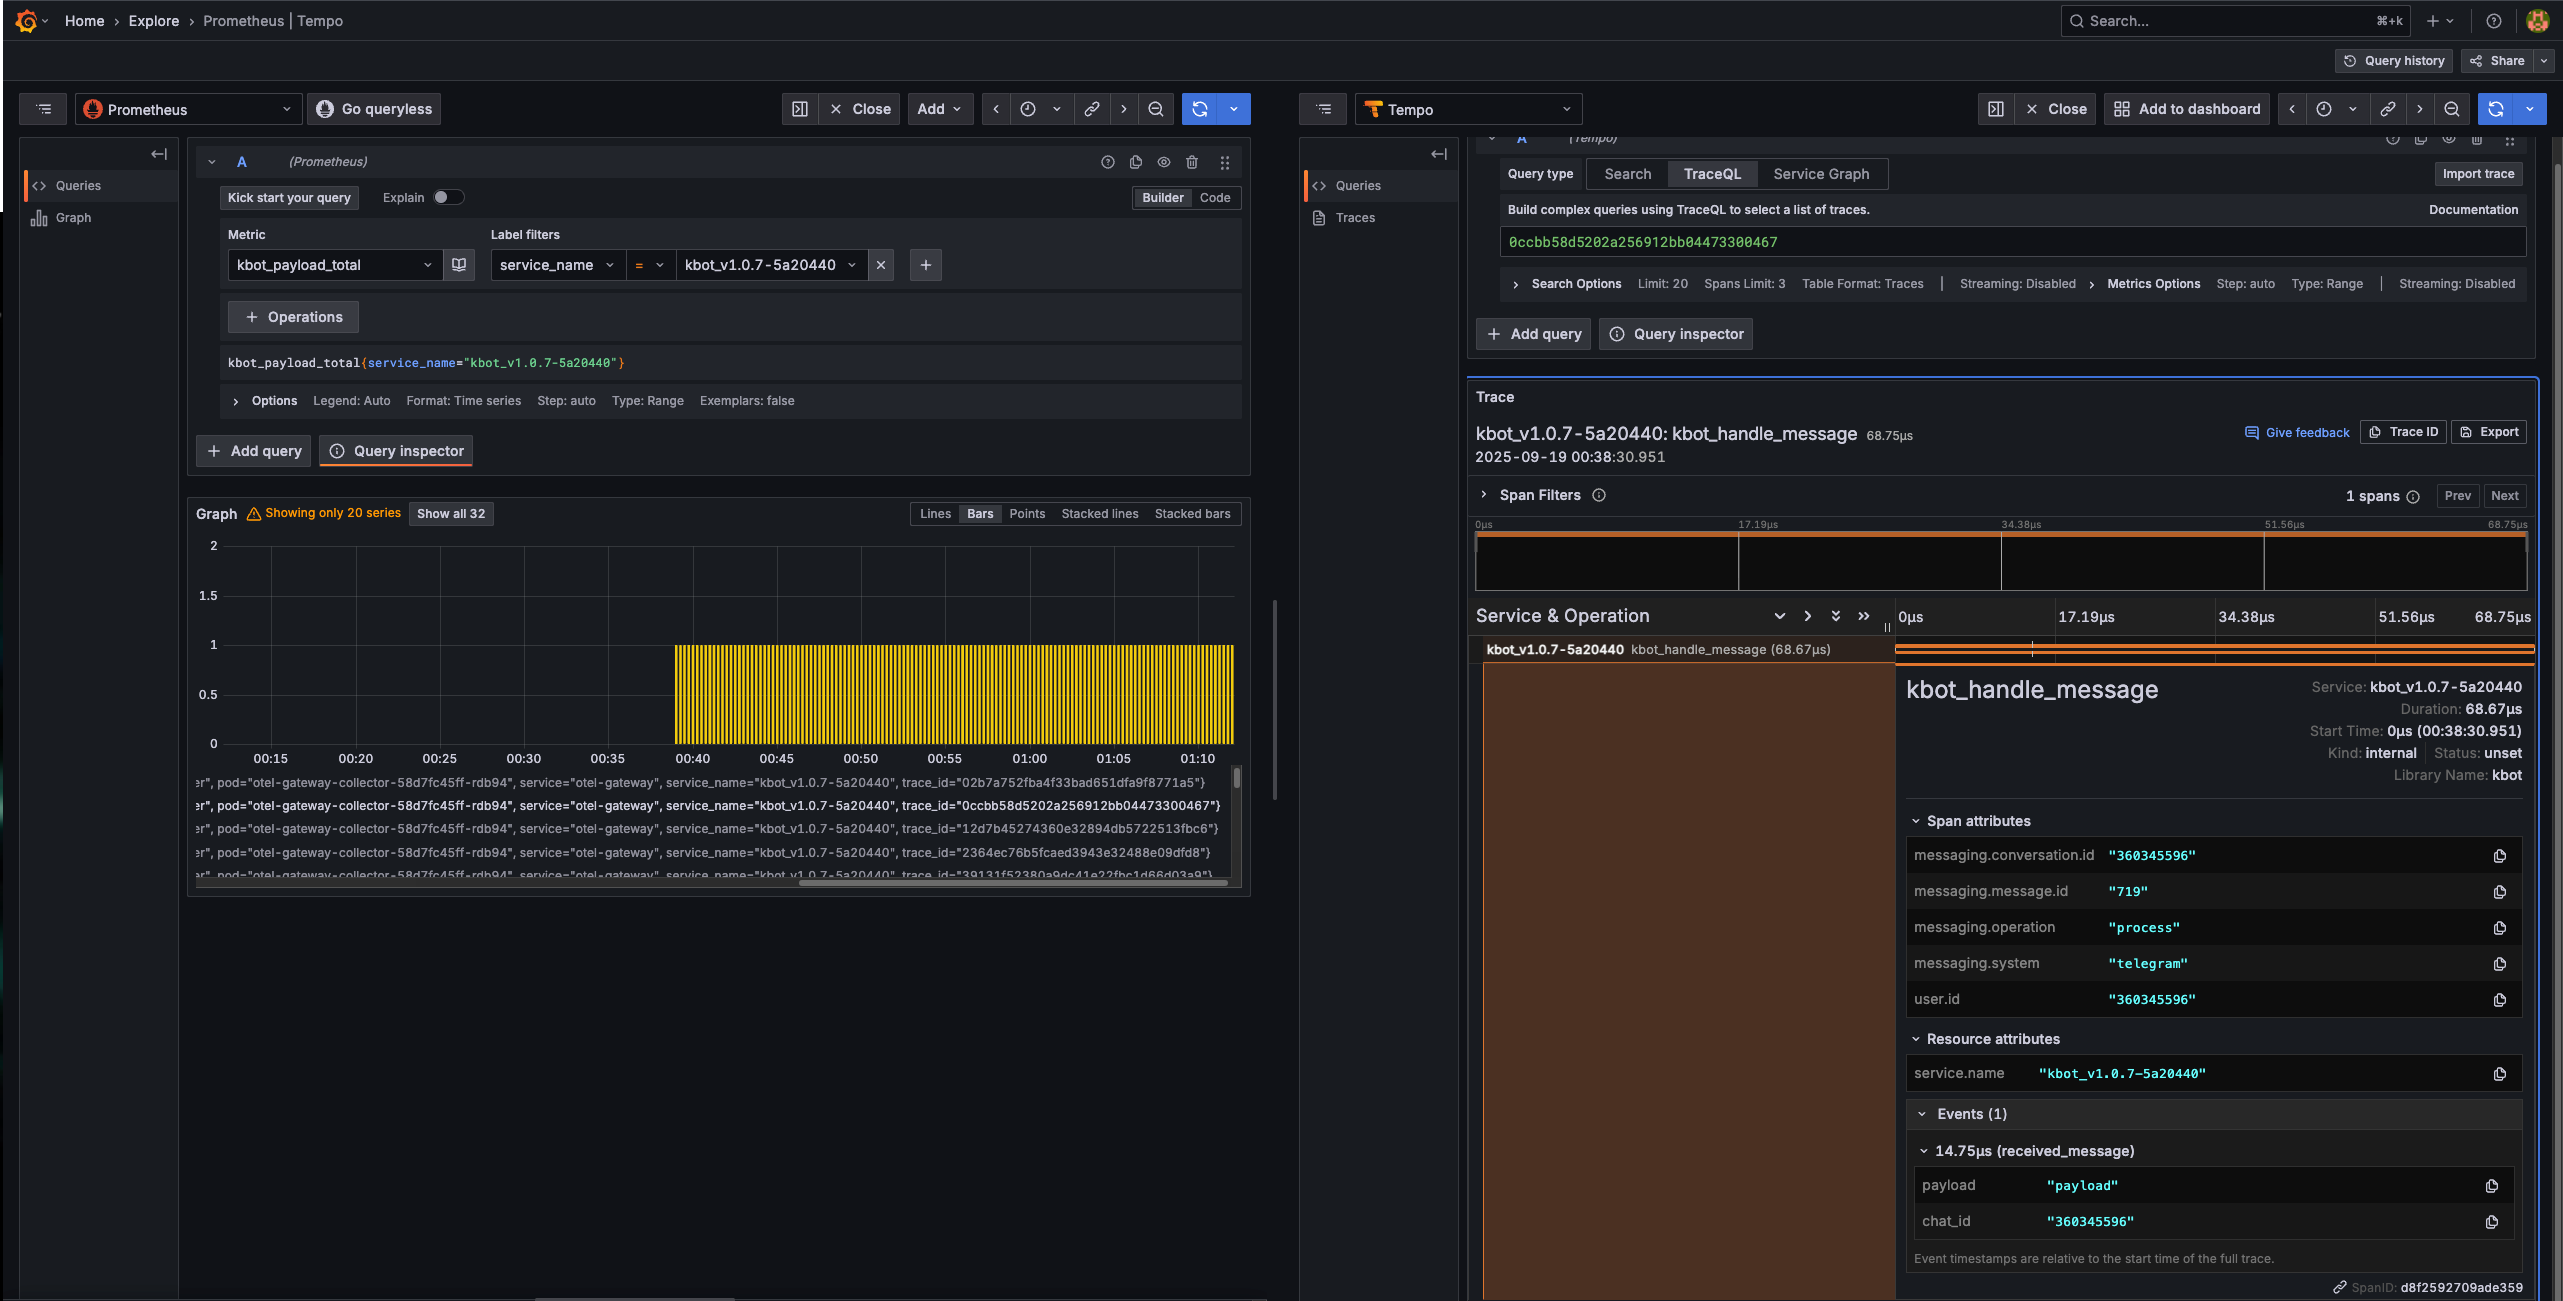 Home › Explore › Prometheus | Tempo
Search... ⌘+k
Query history Share
Prometheus Go queryless Close Add
Queries
Graph
A (Prometheus)
Kick start your query Explain Builder Code
Metric Label filters
kbot_payload_total service_name = kbot_v1.0.7-5a20440
+ Operations
kbot_payload_total{service_name="kbot_v1.0.7-5a20440"}
Options Legend: Auto Format: Time series Step: auto Type: Range Exemplars: false
+ Add query Query inspector
Graph Showing only 20 series Show all 32 Lines Bars Points Stacked lines Stacked bars
2
1.5
1
0.5
0
00:15 00:20 00:25 00:30 00:35 00:40 00:45 00:50 00:55 01:00 01:05 01:10
er", pod="otel-gateway-collector-58d7fc45ff-rdb94", service="otel-gateway", service_name="kbot_v1.0.7-5a20440", trace_id="02b7a752fba4f33bad651dfa9f8771a5"}
er", pod="otel-gateway-collector-58d7fc45ff-rdb94", service="otel-gateway", service_name="kbot_v1.0.7-5a20440", trace_id="0ccbb58d5202a256912bb04473300467"}
er", pod="otel-gateway-collector-58d7fc45ff-rdb94", service="otel-gateway", service_name="kbot_v1.0.7-5a20440", trace_id="12d7b45274360e32894db5722513fbc6"}
er", pod="otel-gateway-collector-58d7fc45ff-rdb94", service="otel-gateway", service_name="kbot_v1.0.7-5a20440", trace_id="2364ec76b5fcaed3943e32488e09dfd8"}
er", pod="otel-gateway-collector-58d7fc45ff-rdb94", service="otel-gateway", service_name="kbot_v1.0.7-5a20440", trace_id="39131f52380a9dc41e22fbc1d66d03a9"}
Tempo Close Add to dashboard
Queries
Traces
A (Tempo)
Query type Search TraceQL Service Graph Import trace
Build complex queries using TraceQL to select a list of traces. Documentation
0ccbb58d5202a256912bb04473300467
Search Options Limit: 20 Spans Limit: 3 Table Format: Traces | Streaming: Disabled Metrics Options Step: auto Type: Range | Streaming: Disabled
+ Add query Query inspector
Trace
kbot_v1.0.7-5a20440: kbot_handle_message 68.75µs
Give feedback Trace ID Export
2025-09-19 00:38:30.951
Span Filters 1 spans Prev Next
0µs 17.19µs 34.38µs 51.56µs 68.75µs
Service & Operation 0µs 17.19µs 34.38µs 51.56µs 68.75µs
kbot_v1.0.7-5a20440 kbot_handle_message (68.67µs)
kbot_handle_message
Service: kbot_v1.0.7-5a20440
Duration: 68.67µs
Start Time: 0µs (00:38:30.951)
Kind: internal Status: unset
Library Name: kbot
Span attributes
messaging.conversation.id "360345596"
messaging.message.id "719"
messaging.operation "process"
messaging.system "telegram"
user.id "360345596"
Resource attributes
service.name "kbot_v1.0.7-5a20440"
Events (1)
14.75µs (received_message)
payload "payload"
chat_id "360345596"
Event timestamps are relative to the start time of the full trace.
SpanID: d8f2592709ade359